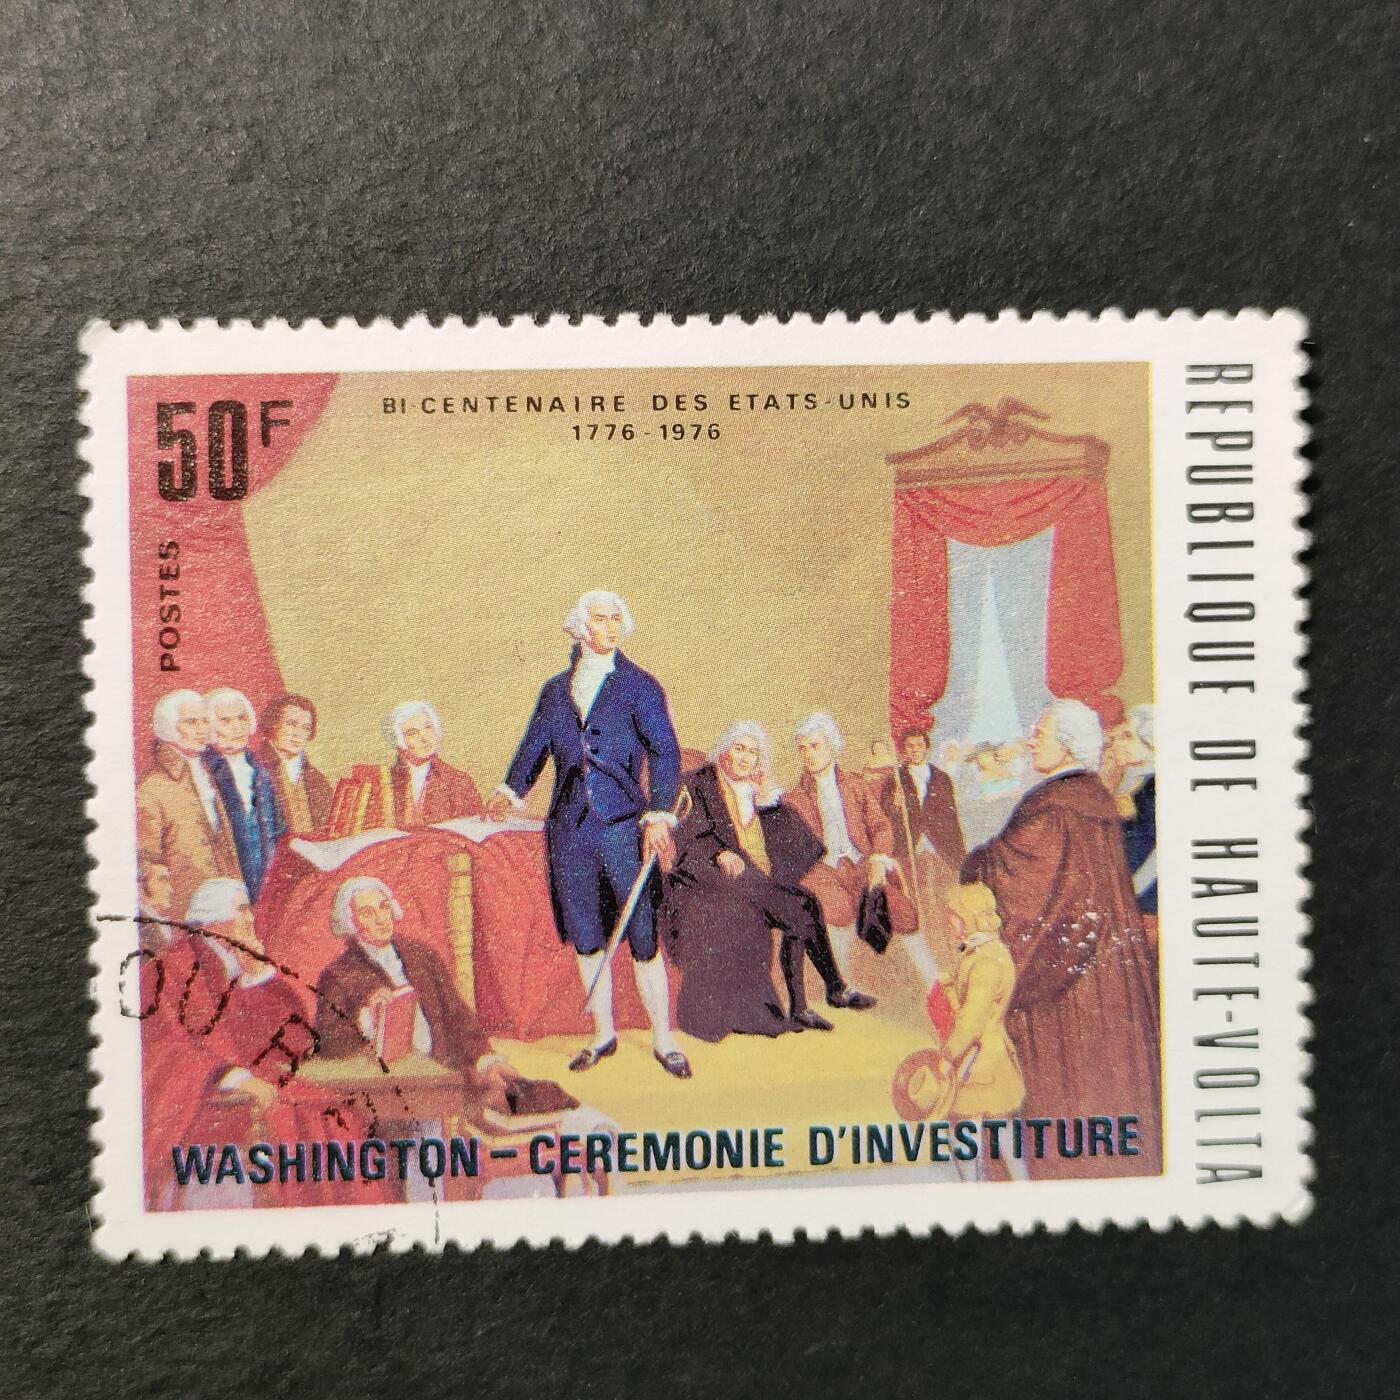 50F
POSTES
BI-CENTENAIRE DES ETATS-UNIS
1776-1976
REPUBLIQUE DE HAUTE-VOLTA
WASHINGTON - CEREMONIE D'INVESTITURE